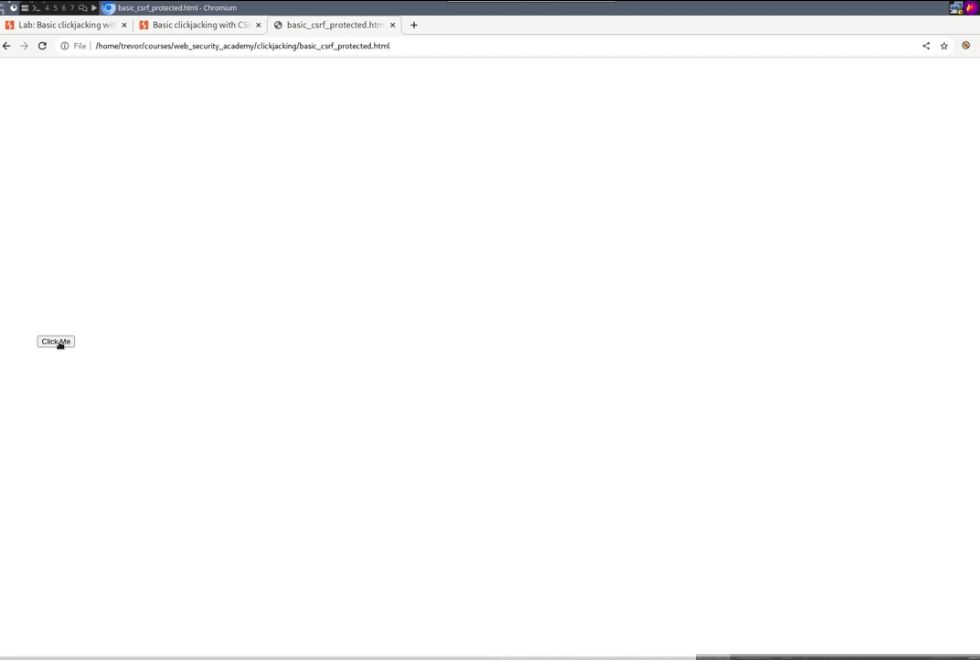 4 5 6 7 basic_csrf_protected.html - Chromium
Lab: Basic clickjacking wit Basic clickjacking with CS basic_csrf_protected.htm
File /home/trevor/courses/web_security_academy/clickjacking/basic_csrf_protected.html
Click Me